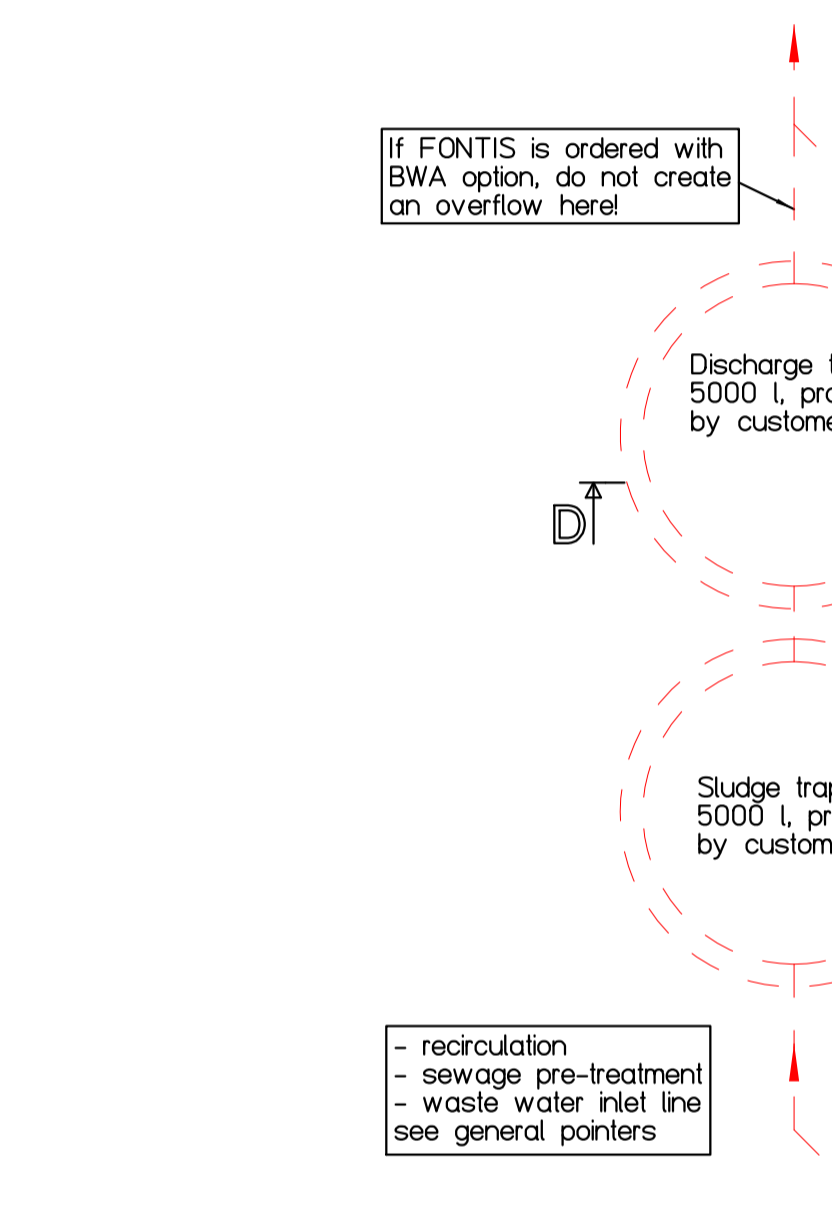 If FONTIS is ordered with
BWA option, do not create
an overflow here!
Discharge
5000 l,
by
D
Sludge
5000 l,
by
- recirculation
- sewage pre-treatment
- waste water inlet line
see general pointers